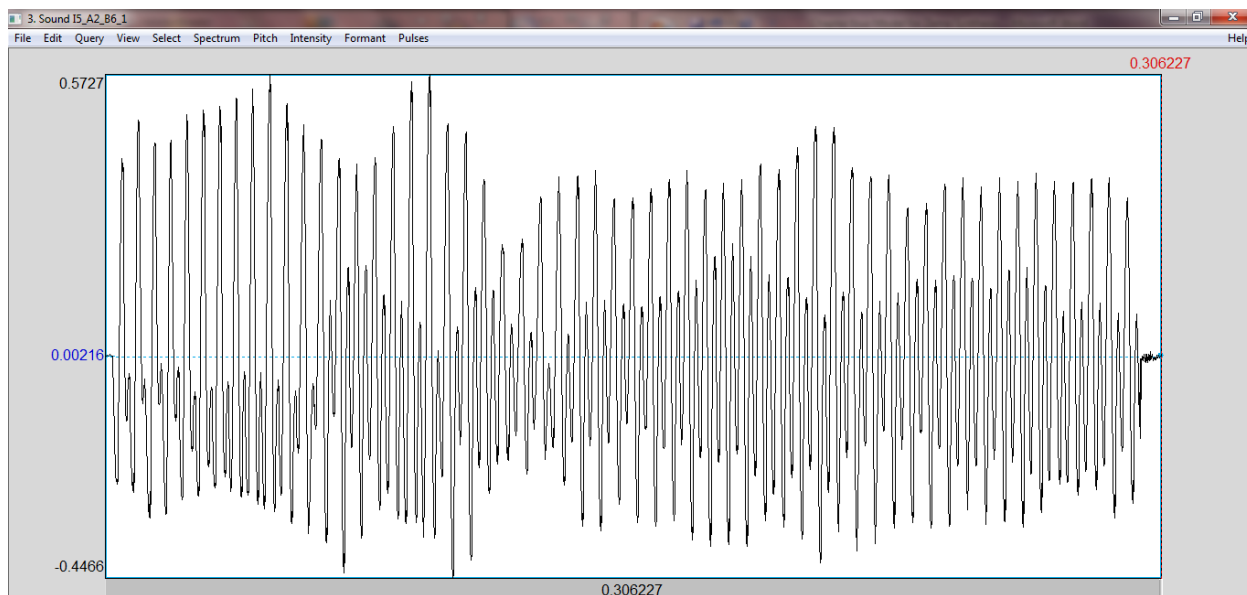 3. Sound I5_A2_B6_1
File Edit Query View Select Spectrum Pitch Intensity Formant Pulses Help
0.306227
0.5727
0.00216
-0.4466
0.306227